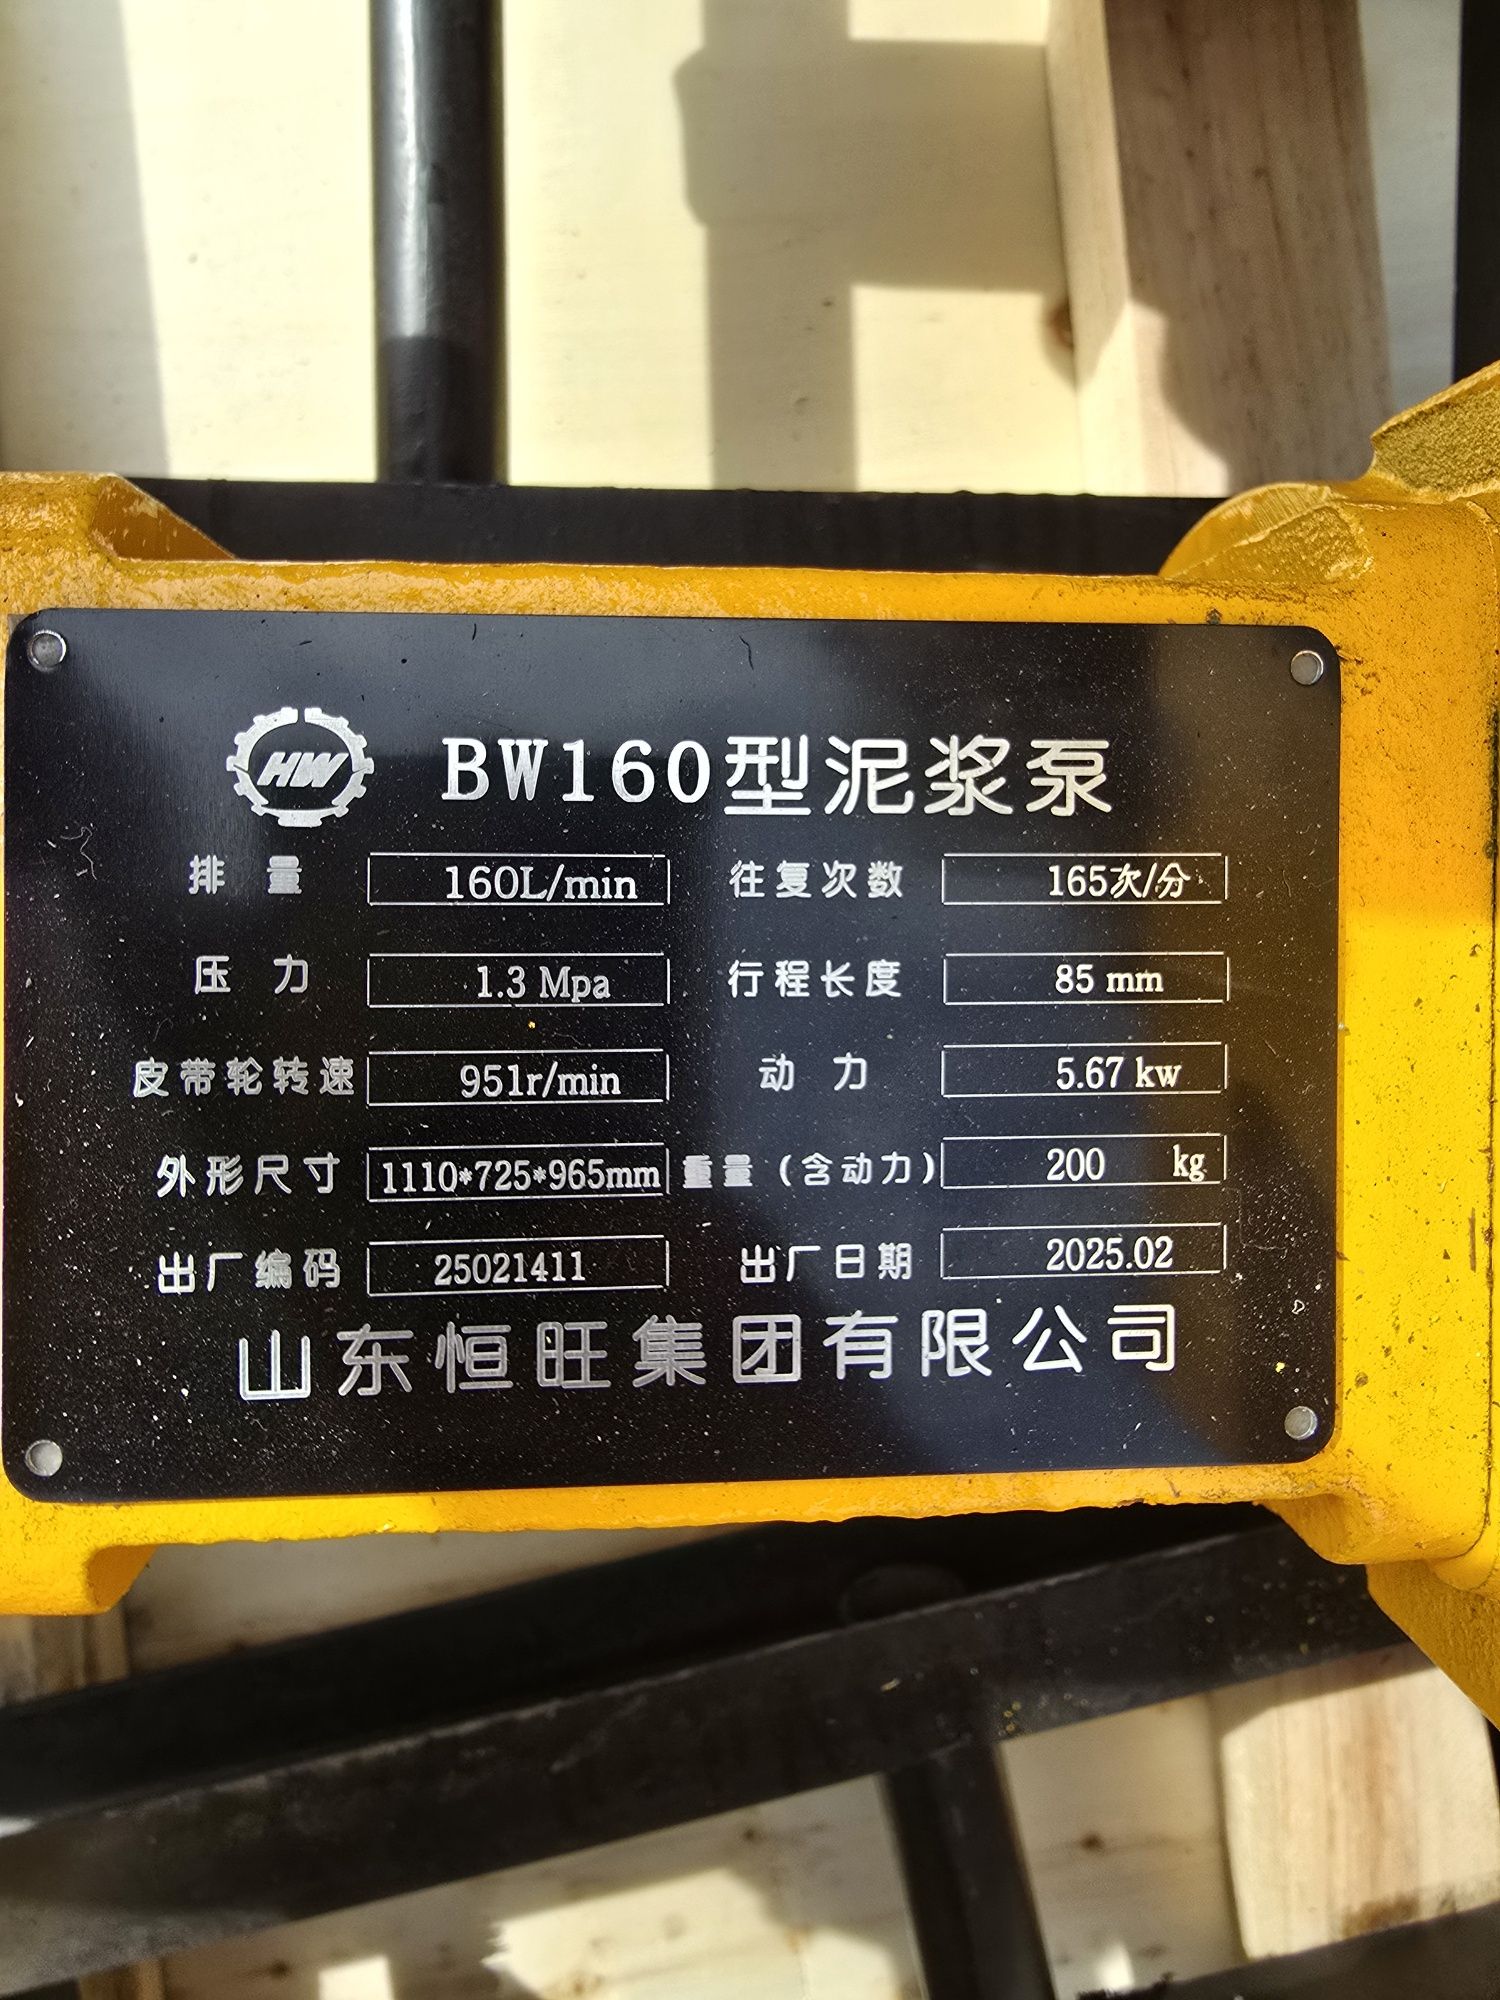 HW BW160型泥浆泵
排量 160L/min 往复次数 165次/分
压力 1.3 Mpa 行程长度 85 mm
皮带轮转速 951r/min 动力 5.67 kw
外形尺寸 1110*725*965mm 重量(含动力) 200 kg
出厂编码 25021411 出厂日期 2025.02
山东恒旺集团有限公司